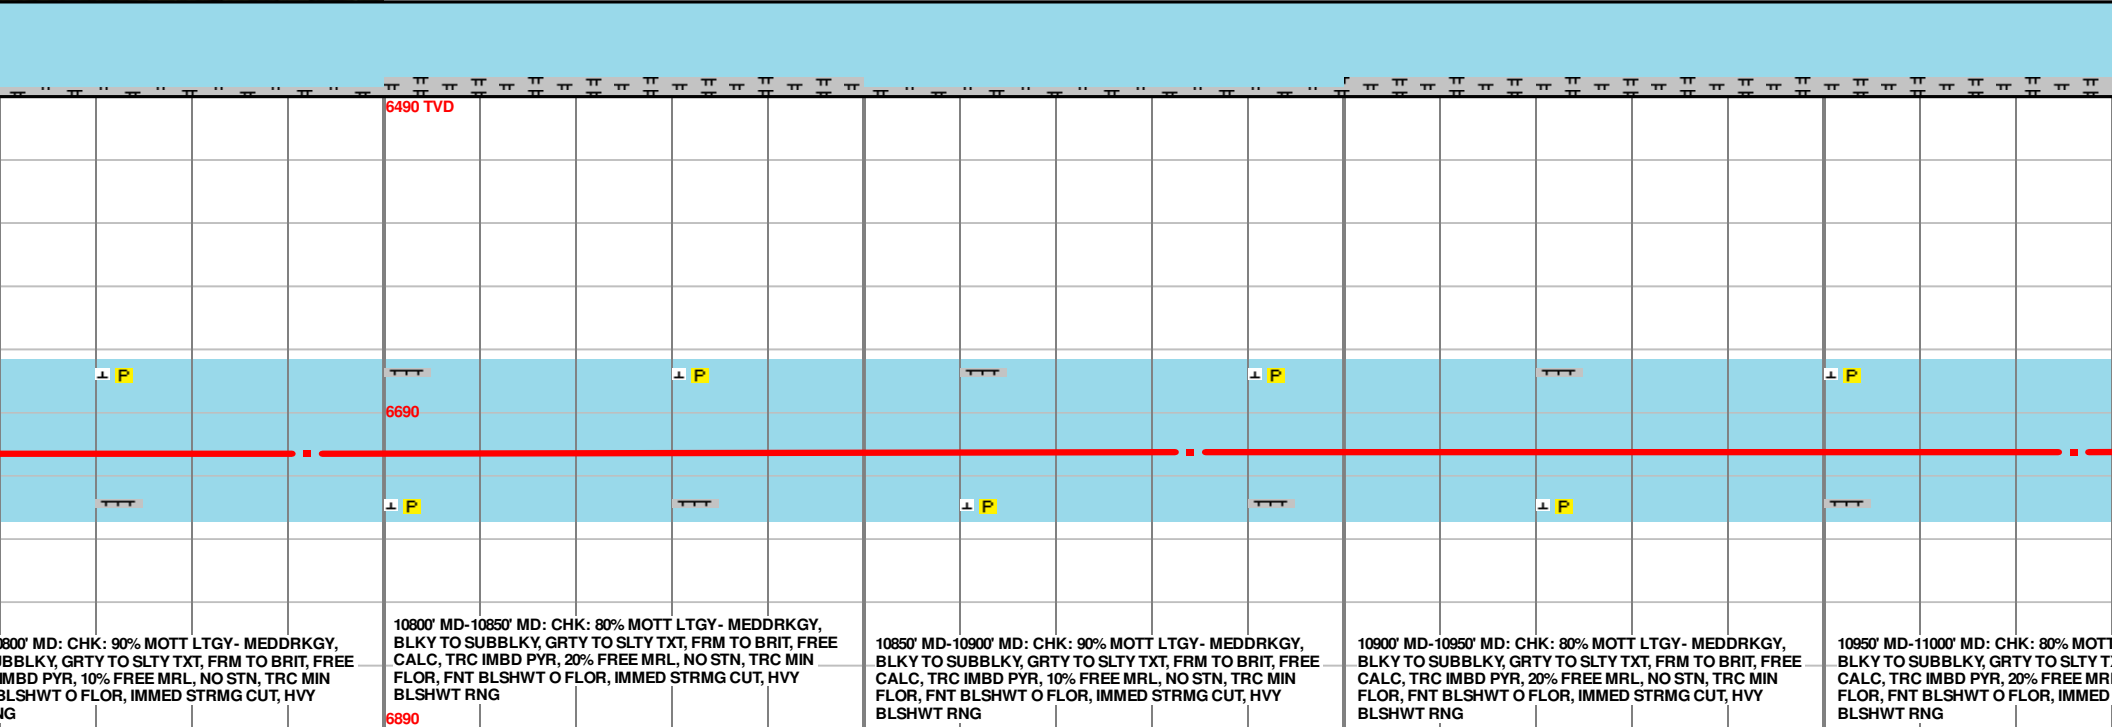 6490 TVD
P
P
P
P
6690
P
P
P
0800' MD: CHK: 90% MOTT LTGY- MEDDRKGY,
UBBLKY, GRTY TO SLTY TXT, FRM TO BRIT, FREE
IMBD PYR, 10% FREE MRL, NO STN, TRC MIN
BLSHWT O FLOR, IMMED STRMG CUT, HVY
NG
10800' MD-10850' MD: CHK: 80% MOTT LTGY- MEDDRKGY,
BLKY TO SUBBLKY, GRTY TO SLTY TXT, FRM TO BRIT, FREE
CALC, TRC IMBD PYR, 20% FREE MRL, NO STN, TRC MIN
FLOR, FNT BLSHWT O FLOR, IMMED STRMG CUT, HVY
BLSHWT RNG
10850' MD-10900' MD: CHK: 90% MOTT LTGY- MEDDRKGY,
BLKY TO SUBBLKY, GRTY TO SLTY TXT, FRM TO BRIT, FREE
CALC, TRC IMBD PYR, 10% FREE MRL, NO STN, TRC MIN
FLOR, FNT BLSHWT O FLOR, IMMED STRMG CUT, HVY
BLSHWT RNG
10900' MD-10950' MD: CHK: 80% MOTT LTGY- MEDDRKGY,
BLKY TO SUBBLKY, GRTY TO SLTY TXT, FRM TO BRIT, FREE
CALC, TRC IMBD PYR, 20% FREE MRL, NO STN, TRC MIN
FLOR, FNT BLSHWT O FLOR, IMMED STRMG CUT, HVY
BLSHWT RNG
10950' MD-11000' MD: CHK: 80% MOTT
BLKY TO SUBBLKY, GRTY TO SLTY T
CALC, TRC IMBD PYR, 20% FREE MR
FLOR, FNT BLSHWT O FLOR, IMMED
BLSHWT RNG
6890